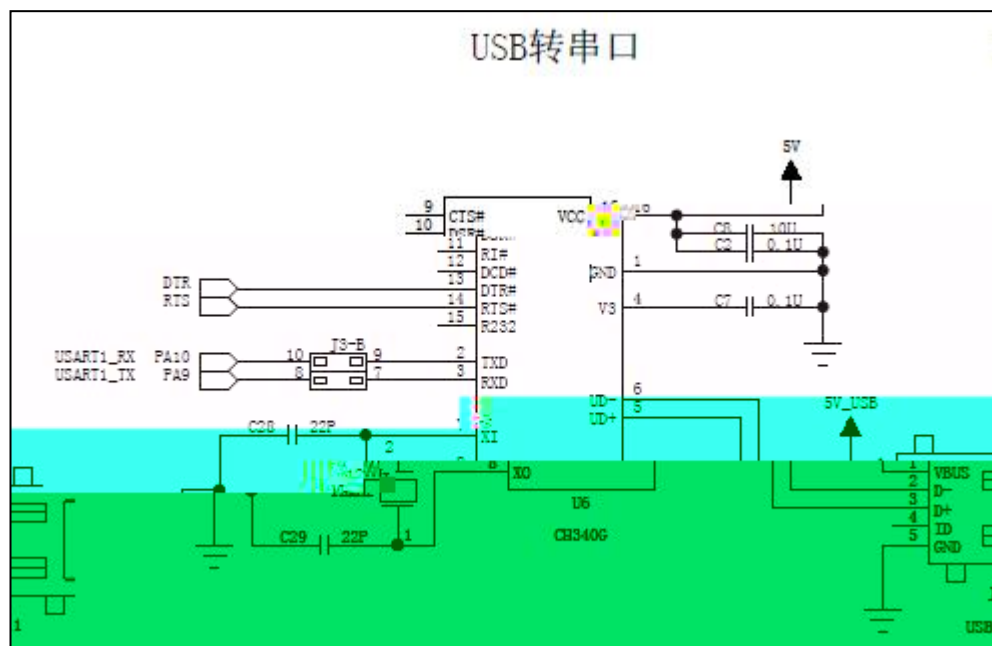 USB转串口
5V
9 CTS# VCC
10
C8 10U
C2 0.1U
11 RI#
12 DCD# GND 1
DTR 13 DTR#
RTS 14 RTS# V3 4 C7 0.1U
15 R232
J3-B
USART1_RX PA10 10 9 2 TXD
USART1_TX PA9 8 7 3 RXD
UD- 6
UD+ 5
5V_USB
C28 22P XI
2
8 XO
1 VBUS
2 D-
3 D+
4 ID
5 GND
U6
CH340G
C29 22P 1
1
USB